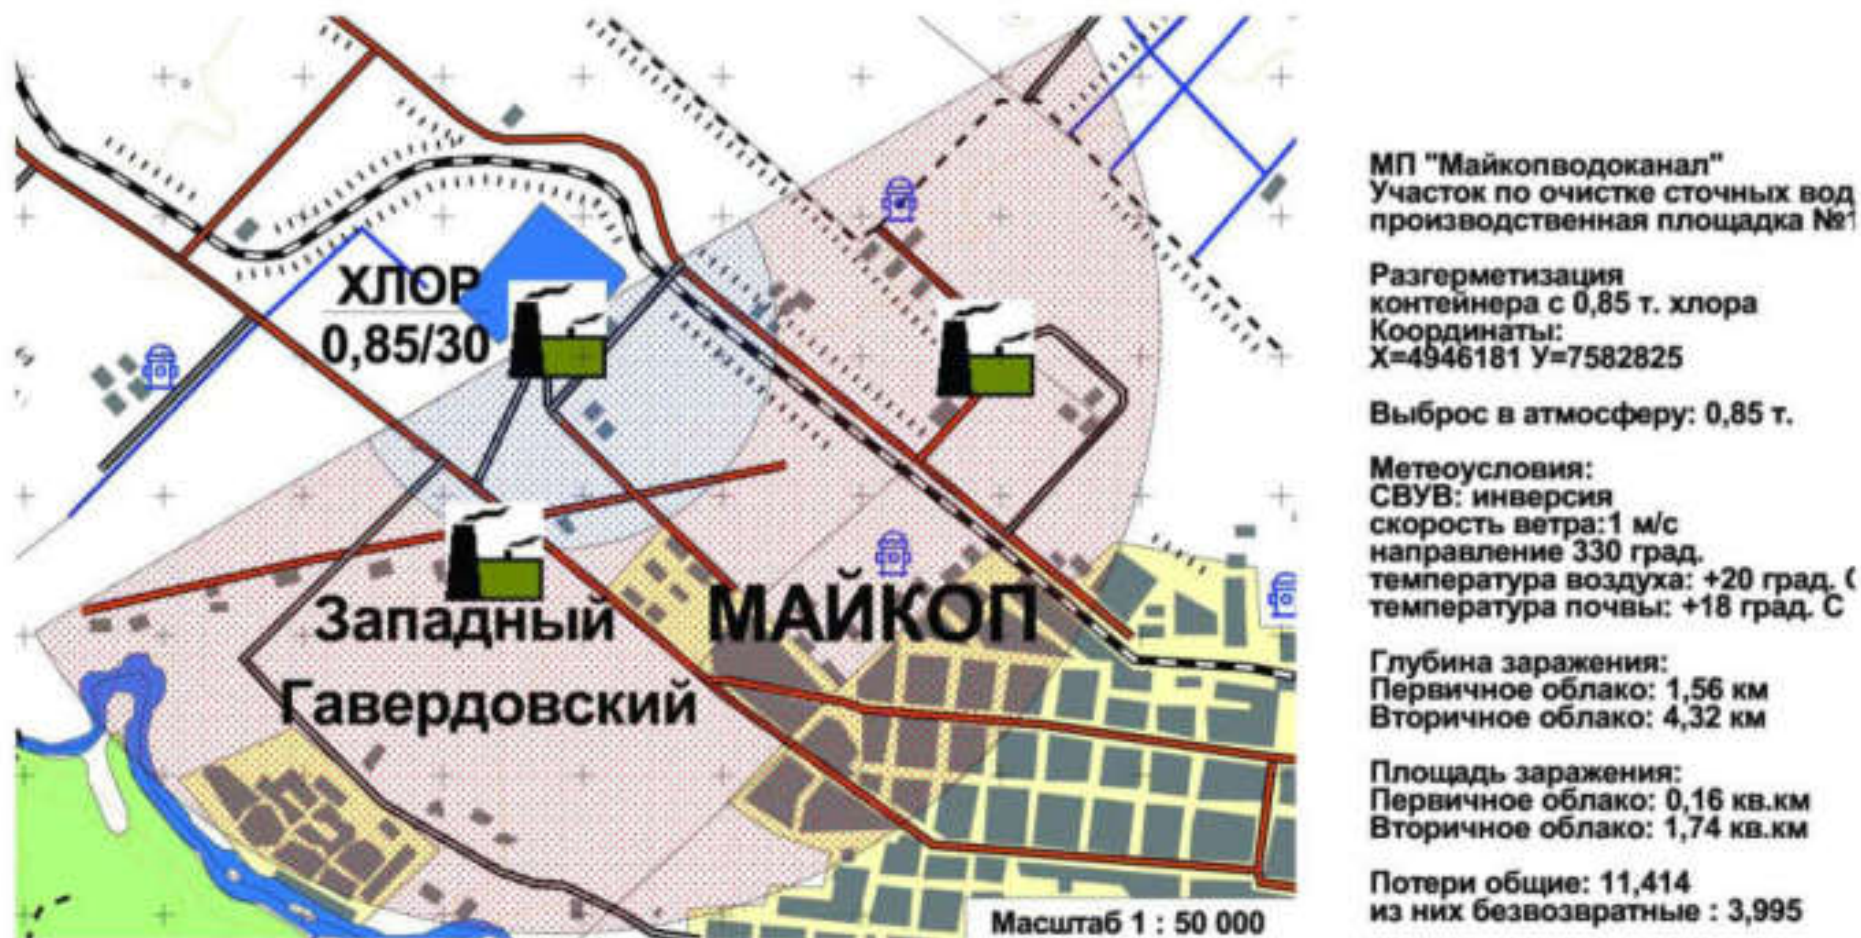 ХЛОР
0,85/30
Западный
МАЙКОП
Гавердовский
Масштаб 1 : 50 000
МП "Майкопводоканал"
Участок по очистке сточных вод
производственная площадка №1
Разгерметизация
контейнера с 0,85 т. хлора
Координаты:
Х=4946181 У=7582825
Выброс в атмосферу: 0,85 т.
Метеоусловия:
СВУВ: инверсия
скорость ветра:1 м/с
направление 330 град.
температура воздуха: +20 град. С
температура почвы: +18 град. С
Глубина заражения:
Первичное облако: 1,56 км
Вторичное облако: 4,32 км
Площадь заражения:
Первичное облако: 0,16 кв.км
Вторичное облако: 1,74 кв.км
Потери общие: 11,414
из них безвозвратные : 3,995